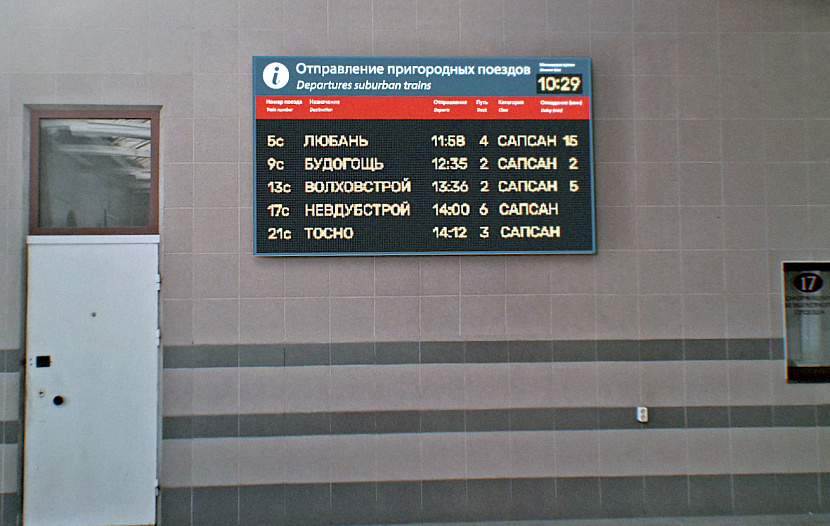 Отправление пригородных поездов
Departures suburban trains
10:29
Номер поезда Назначение Отправление Путь Категория Опоздание (мин)
Train number Destination Departs Track Class Delay (min)
5с ЛЮБАНЬ 11:58 4 САПСАН 15
9с БУДОГОЩЬ 12:35 2 САПСАН 2
13с ВОЛХОВСТРОЙ 13:36 2 САПСАН 5
17с НЕВДУБСТРОЙ 14:00 6 САПСАН
21с ТОСНО 14:12 3 САПСАН
17